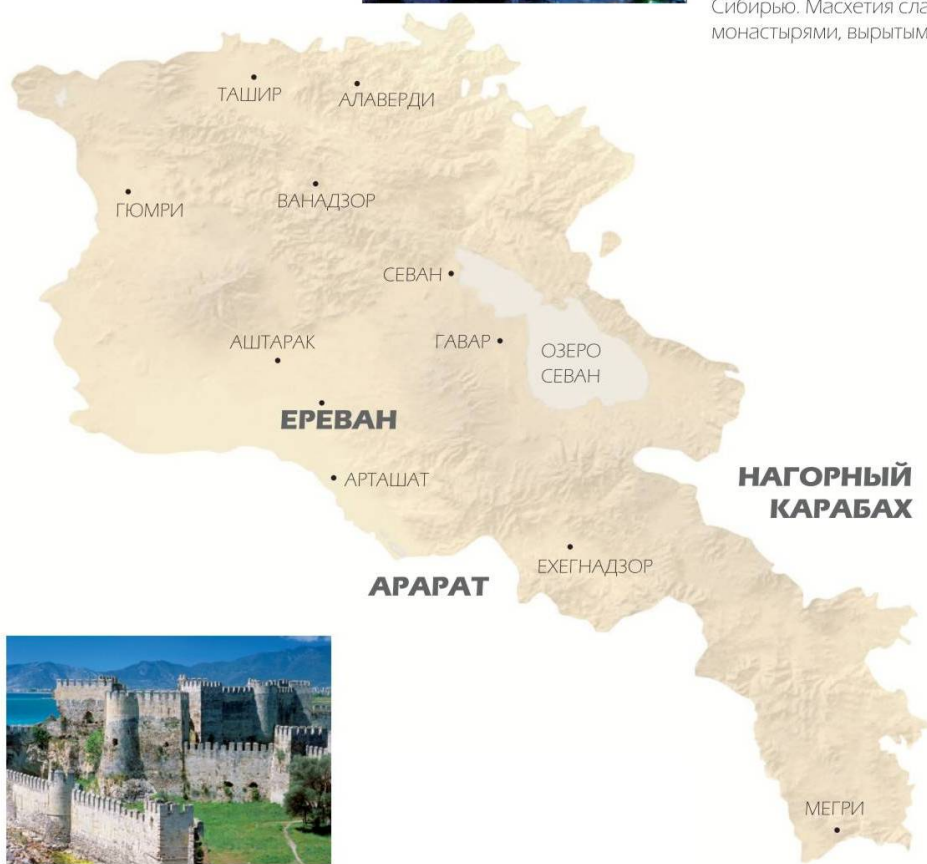 Сибирью. Масхетия сла
монастырями, вырытым
ТАШИР
АЛАВЕРДИ
ГЮМРИ
ВАНАДЗОР
СЕВАН
АШТАРАК
ГАВАР
ОЗЕРО
СЕВАН
ЕРЕВАН
АРТАШАТ
НАГОРНЫЙ
КАРАБАХ
ЕХЕГНАДЗОР
АРАРАТ
МЕГРИ